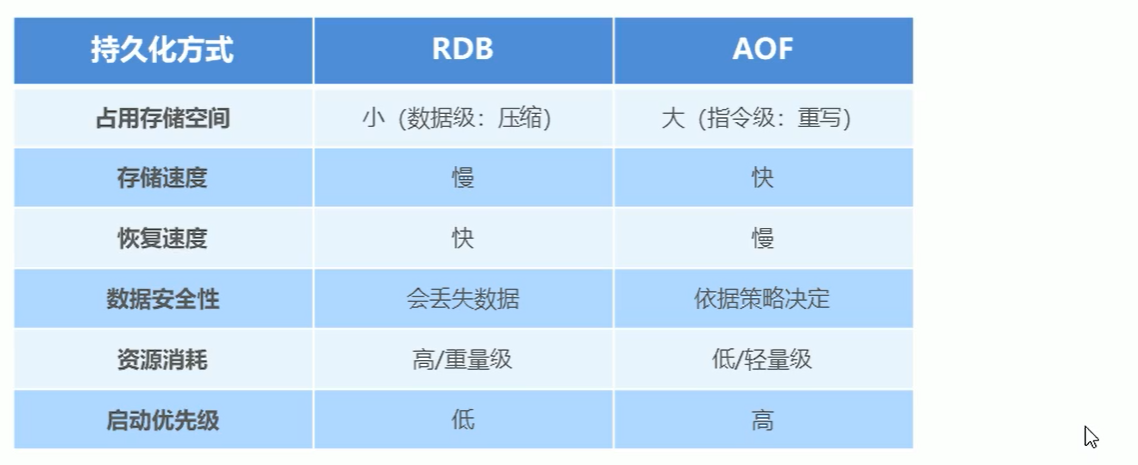 持久化方式 RDB AOF
占用存储空间 小（数据级：压缩） 大（指令级：重写）
存储速度 慢 快
恢复速度 快 慢
数据安全性 会丢失数据 依据策略决定
资源消耗 高/重量级 低/轻量级
启动优先级 低 高